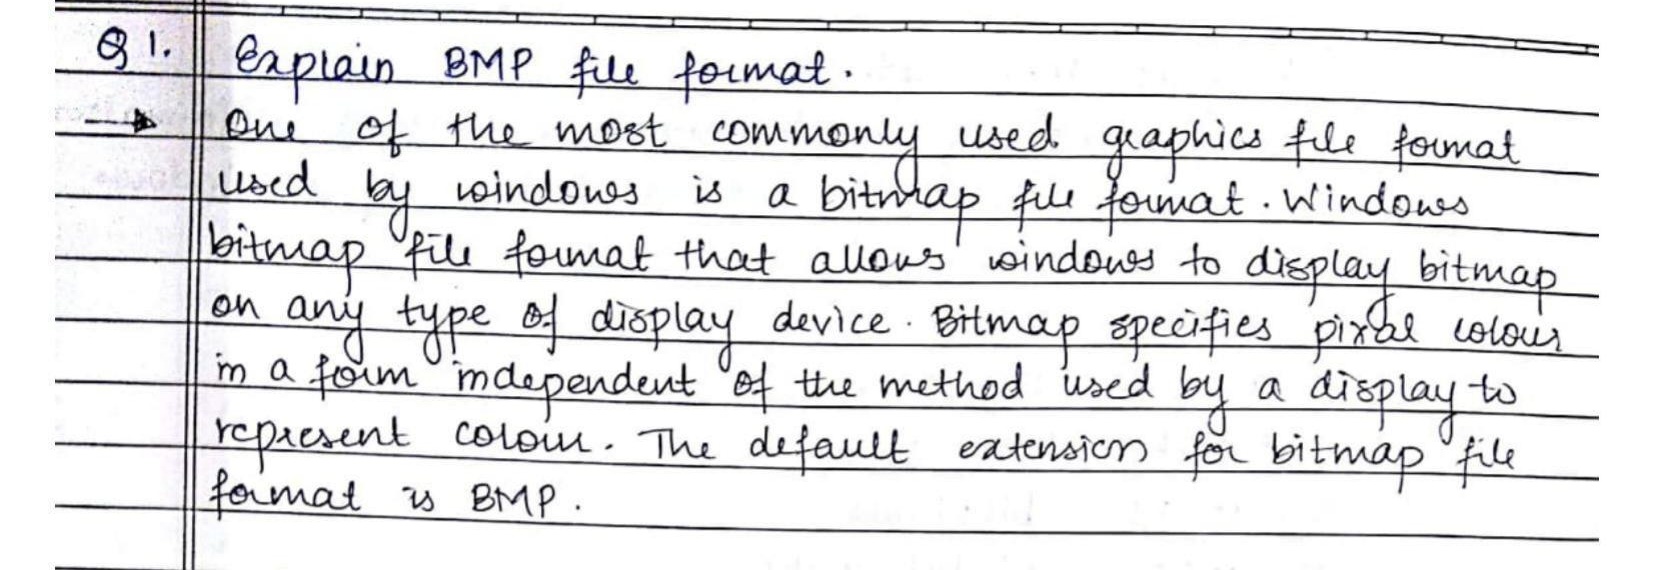 Q 1. Explain BMP file format.
→ One of the most commonly used graphics file format
used by windows is a bitmap file format. Windows
bitmap file format that allows windows to display bitmap
on any type of display device. Bitmap specifies pixal colour
in a form independent of the method used by a display to
represent colour. The default extension for bitmap file
format is BMP.